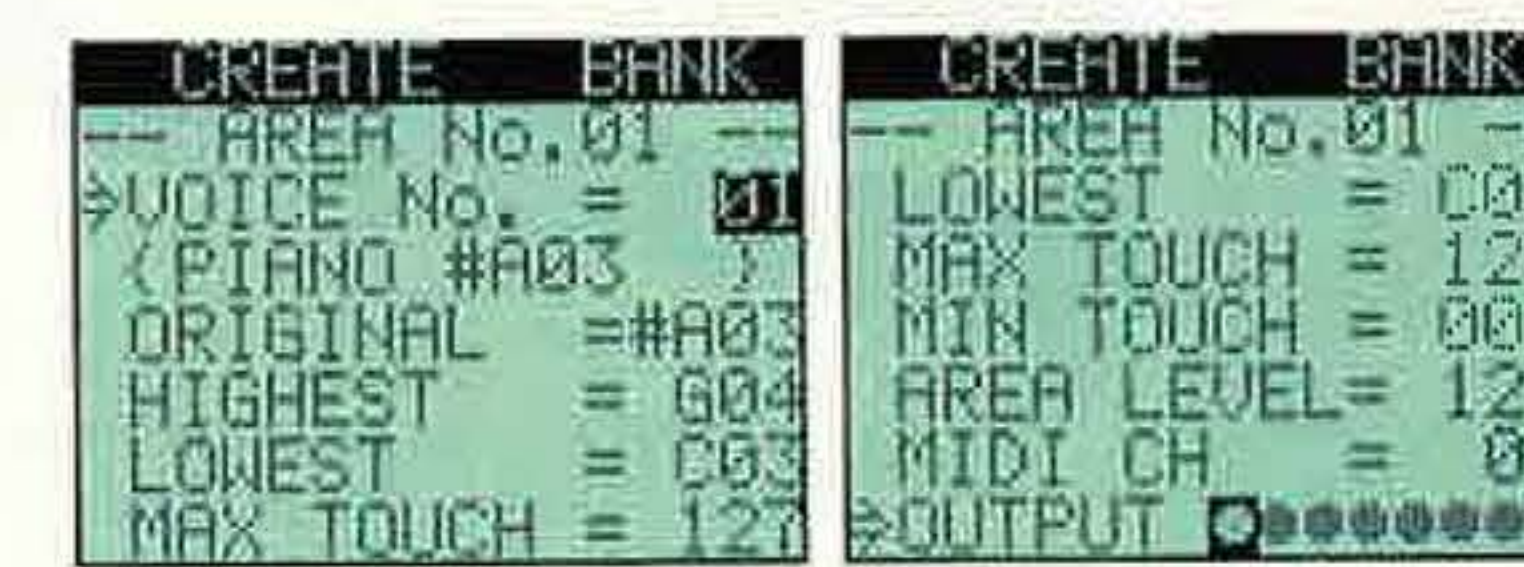 CREATE BANK
-- AREA No.01 --
⇒VOICE No. = 01
(PIANO #A03 )
ORIGINAL =#A03
HIGHEST = G04
LOWEST = C03
MAX TOUCH = 127
CREATE BANK
-- AREA No.01 -
LOWEST = C0
MAX TOUCH = 12
MIN TOUCH = 00
AREA LEVEL= 12
MIDI CH = 0
⇒OUTPUT